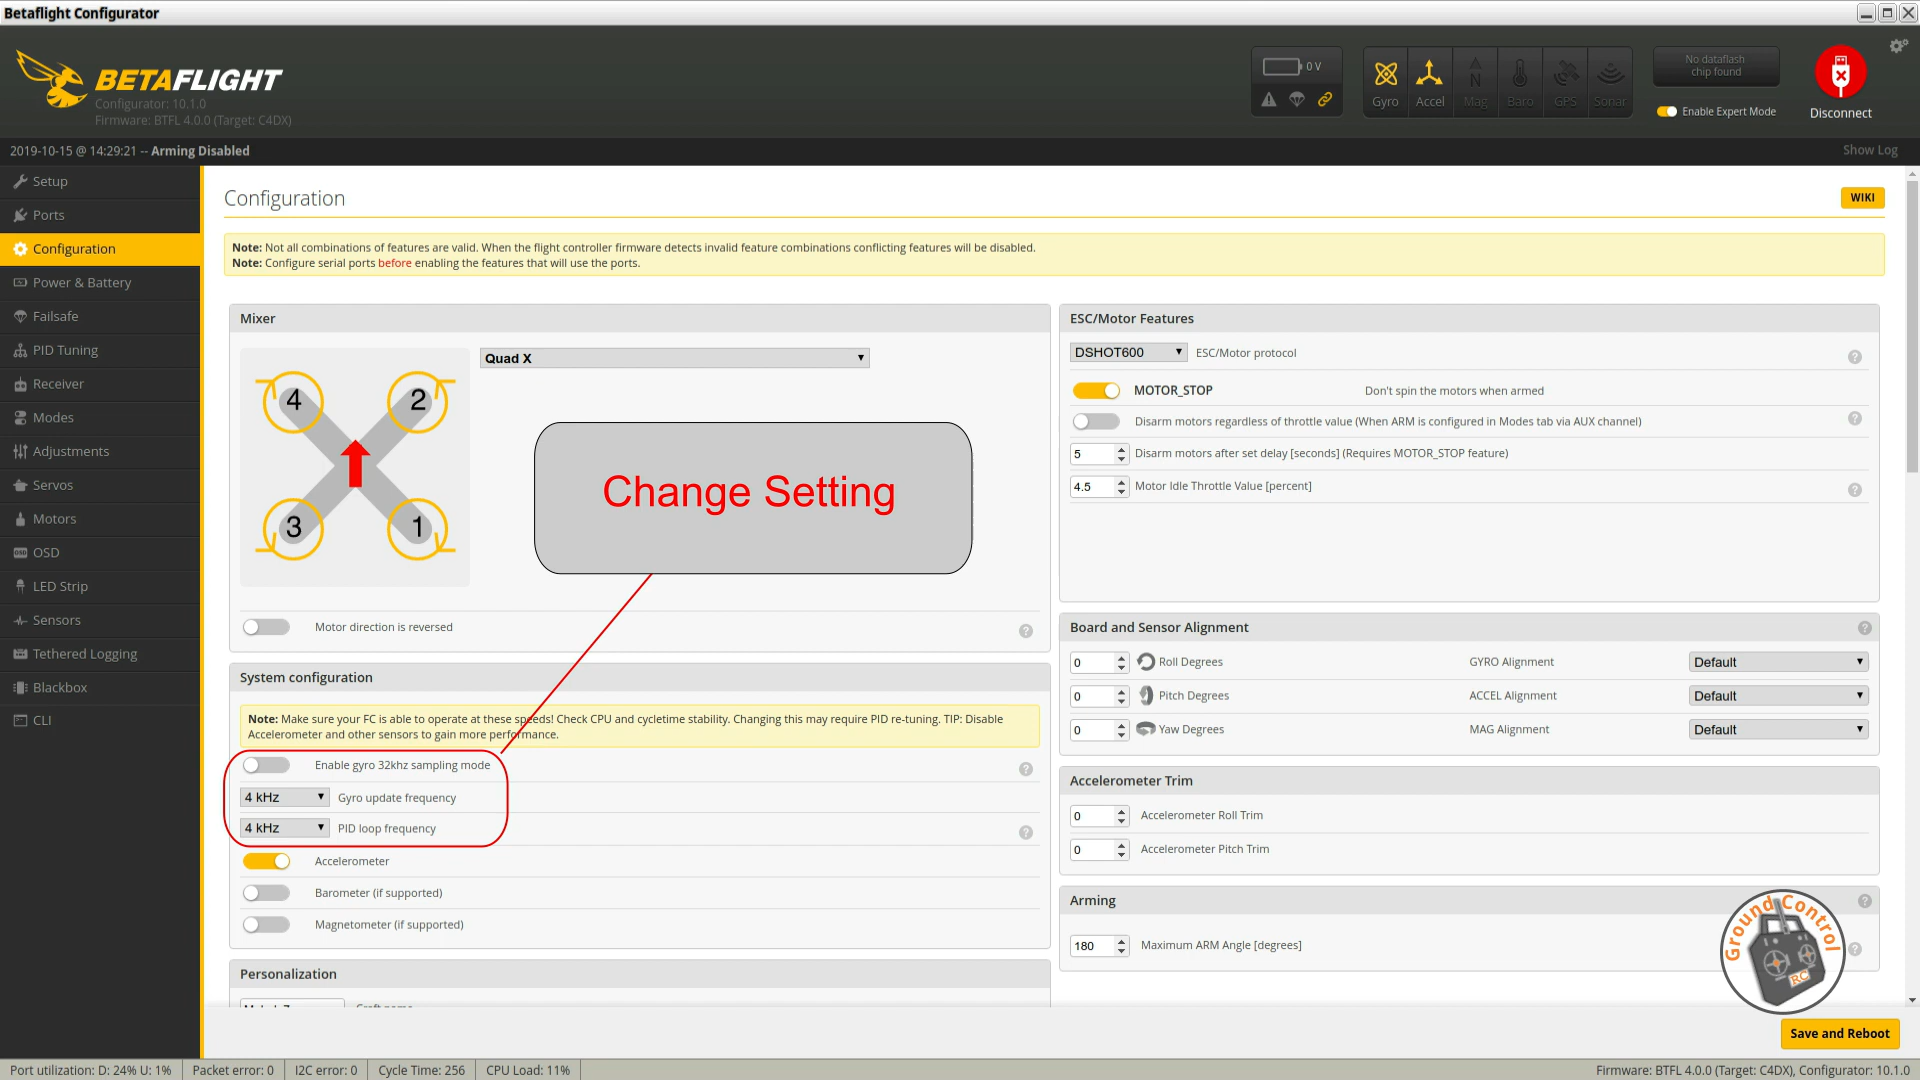 Betaflight Configurator
BETAFLIGHT
Configurator: 10.1.0
Firmware: BTFL 4.0.0 (Target: C4DX)
0 V
Gyro
Accel
Mag
Baro
GPS
Sonar
No dataflash
chip found
Enable Expert Mode
Disconnect
2019-10-15 @ 14:29:21 -- Arming Disabled
Show Log
Setup
Ports
Configuration
Power & Battery
Failsafe
PID Tuning
Receiver
Modes
Adjustments
Servos
Motors
OSD
LED Strip
Sensors
Tethered Logging
Blackbox
CLI
Configuration
WIKI
Note: Not all combinations of features are valid. When the flight controller firmware detects invalid feature combinations conflicting features will be disabled.
Note: Configure serial ports before enabling the features that will use the ports.
Mixer
Quad X
4
2
3
1
Change Setting
Motor direction is reversed
System configuration
Note: Make sure your FC is able to operate at these speeds! Check CPU and cycletime stability. Changing this may require PID re-tuning. TIP: Disable
Accelerometer and other sensors to gain more performance.
Enable gyro 32khz sampling mode
4 kHz Gyro update frequency
4 kHz PID loop frequency
Accelerometer
Barometer (if supported)
Magnetometer (if supported)
Personalization
ESC/Motor Features
DSHOT600 ESC/Motor protocol
MOTOR_STOP Don't spin the motors when armed
Disarm motors regardless of throttle value (When ARM is configured in Modes tab via AUX channel)
5 Disarm motors after set delay [seconds] (Requires MOTOR_STOP feature)
4.5 Motor Idle Throttle Value [percent]
Board and Sensor Alignment
0 Roll Degrees GYRO Alignment Default
0 Pitch Degrees ACCEL Alignment Default
0 Yaw Degrees MAG Alignment Default
Accelerometer Trim
0 Accelerometer Roll Trim
0 Accelerometer Pitch Trim
Arming
180 Maximum ARM Angle [degrees]
Ground Control
RC
Save and Reboot
Port utilization: D: 24% U: 1%
Packet error: 0
I2C error: 0
Cycle Time: 256
CPU Load: 11%
Firmware: BTFL 4.0.0 (Target: C4DX), Configurator: 10.1.0